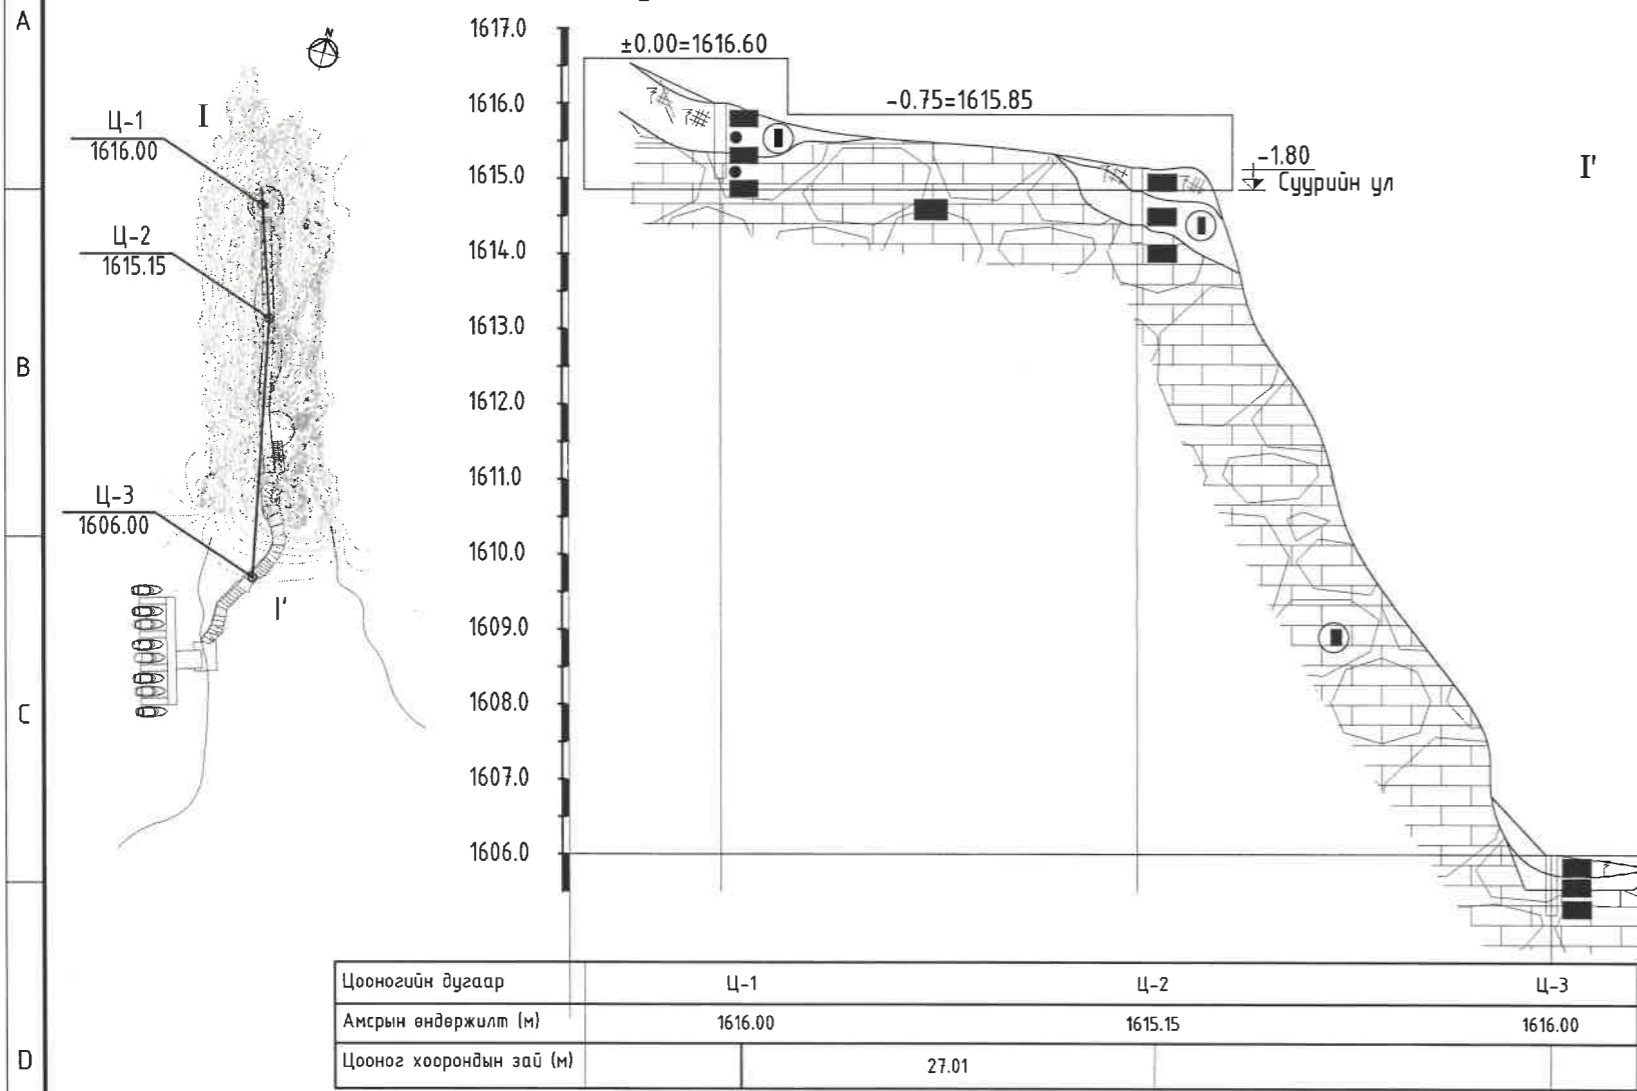 A
B
C
D
N
I
Ц-1
1616.00
Ц-2
1615.15
Ц-3
1606.00
I'
1617.0
1616.0
1615.0
1614.0
1613.0
1612.0
1611.0
1610.0
1609.0
1608.0
1607.0
1606.0
±0.00=1616.60
-0.75=1615.85
-1.80
Суурийн ул
I'
Цооногийн дугаар Ц-1 Ц-2 Ц-3
Амсрын өндөржилт (м) 1616.00 1615.15 1616.00
Цооног хоорондын зай (м) 27.01